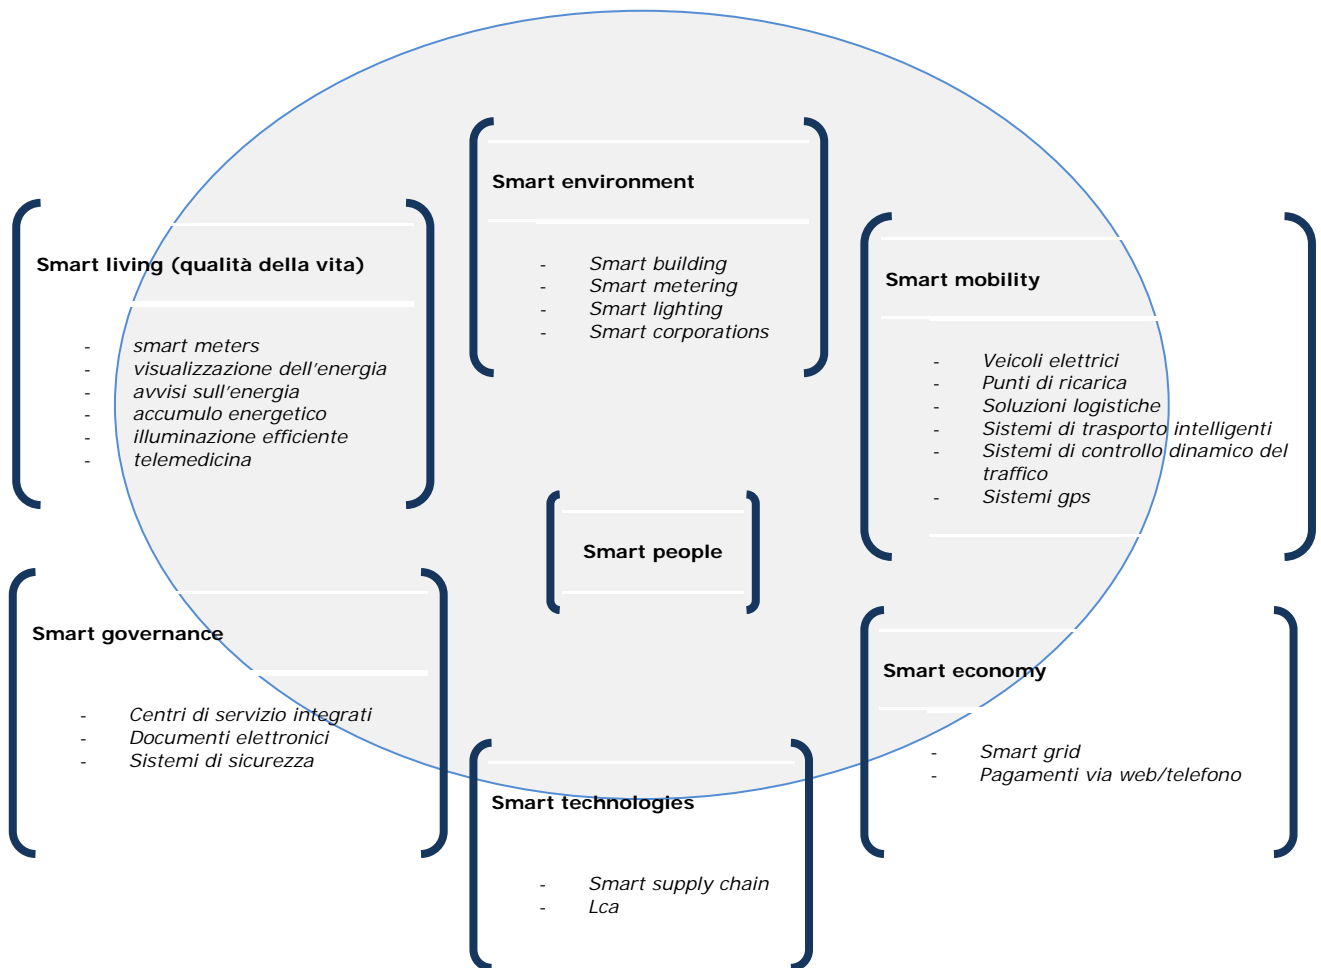 Smart environment
- Smart building
- Smart metering
- Smart lighting
- Smart corporations
Smart living (qualità della vita)
- smart meters
- visualizzazione dell'energia
- avvisi sull'energia
- accumulo energetico
- illuminazione efficiente
- telemedicina
Smart mobility
- Veicoli elettrici
- Punti di ricarica
- Soluzioni logistiche
- Sistemi di trasporto intelligenti
- Sistemi di controllo dinamico del
traffico
- Sistemi gps
Smart people
Smart governance
- Centri di servizio integrati
- Documenti elettronici
- Sistemi di sicurezza
Smart economy
- Smart grid
- Pagamenti via web/telefono
Smart technologies
- Smart supply chain
- Lca